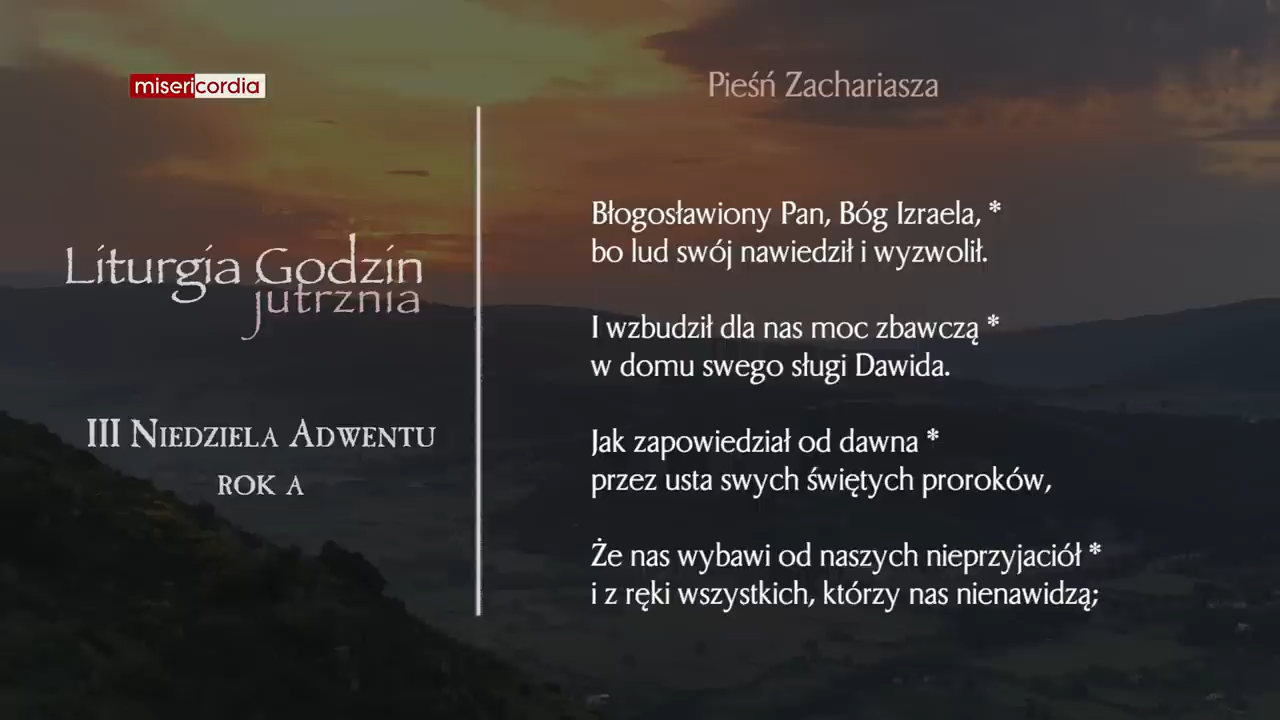 misericordia
Pieśń Zachariasza
Liturgia Godzin
jutrznia
III Niedziela Adwentu
rok A
Błogosławiony Pan, Bóg Izraela, *
bo lud swój nawiedził i wyzwolił.
I wzbudził dla nas moc zbawczą *
w domu swego sługi Dawida.
Jak zapowiedział od dawna *
przez usta swych świętych proroków,
Że nas wybawi od naszych nieprzyjaciół *
i z ręki wszystkich, którzy nas nienawidzą;